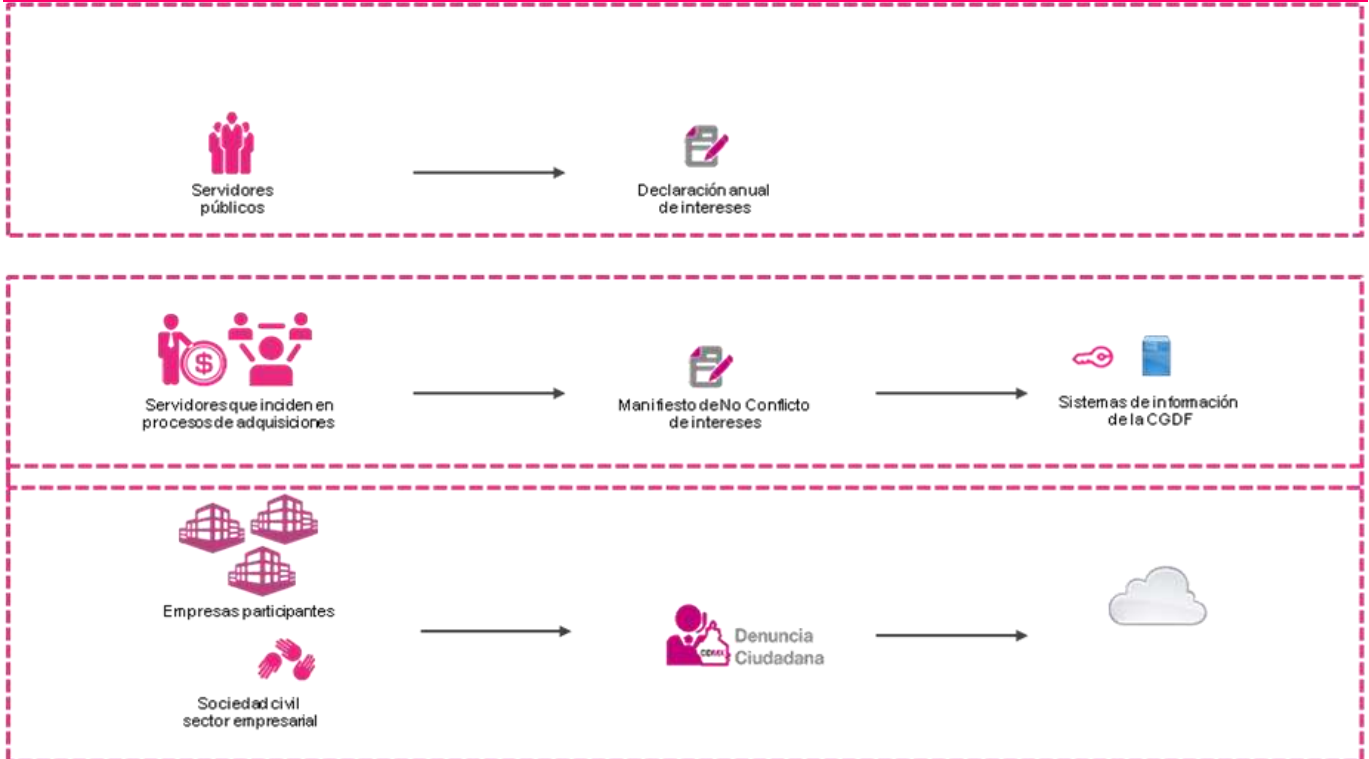 Servidores
públicos
Declaración anual
de intereses
Servidores que inciden en
procesos de adquisiciones
$
Manifiesto de No Conflicto
de intereses
Sistemas de información
de la CGDF
Empresas participantes
Sociedad civil
sector empresarial
CDMX
Denuncia
Ciudadana